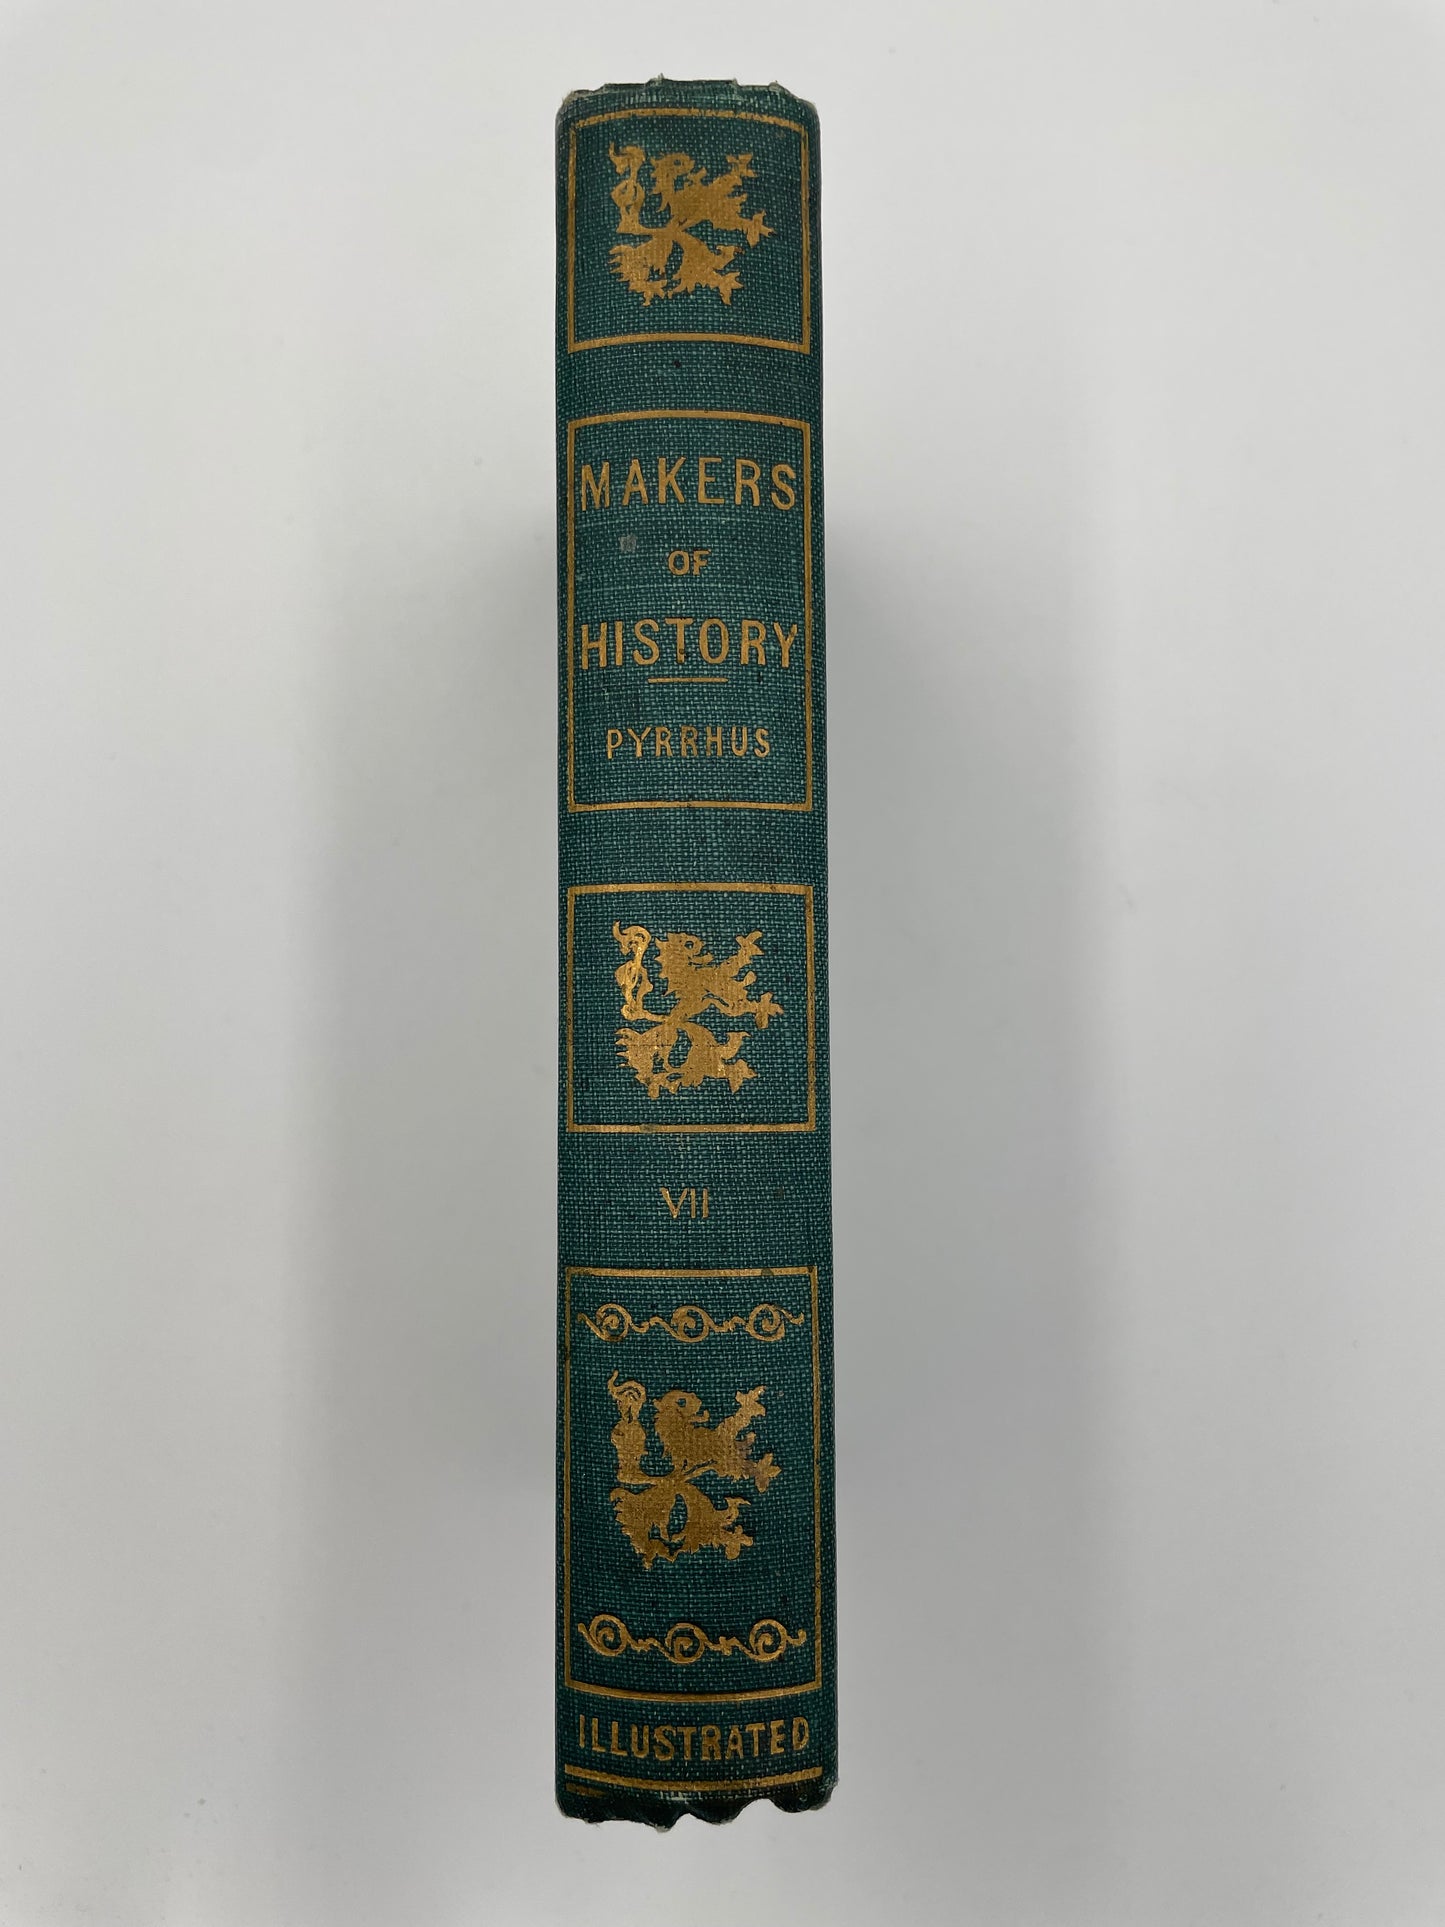 MAKERS
OF
HISTORY
PYRRHUS
VII
ILLUSTRATED